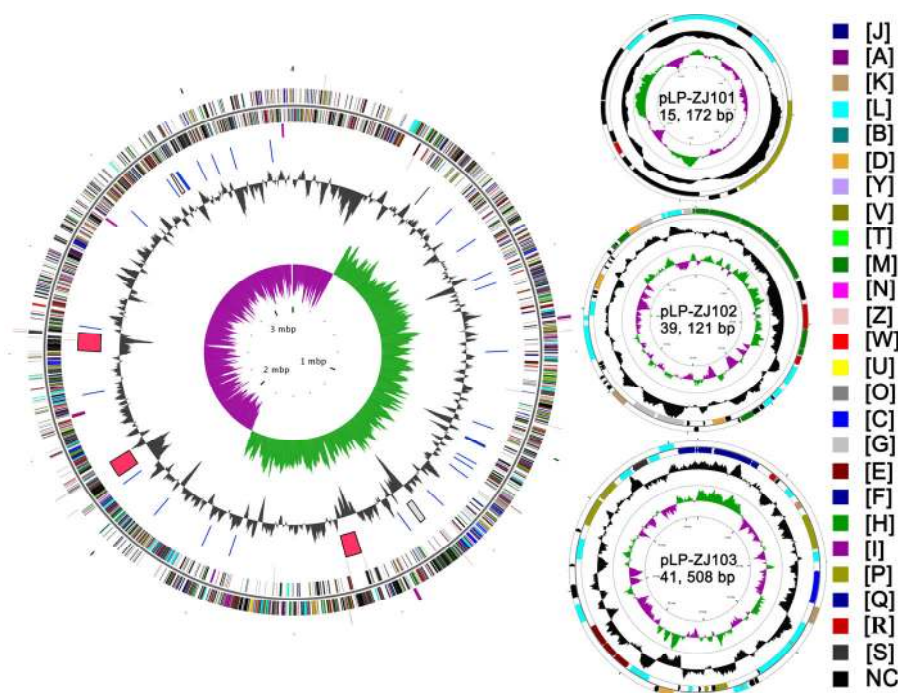 3 mbp
1 mbp
2 mbp
pLP-ZJ101
15, 172 bp
pLP-ZJ102
39, 121 bp
pLP-ZJ103
41, 508 bp
[J]
[A]
[K]
[L]
[B]
[D]
[Y]
[V]
[T]
[M]
[N]
[Z]
[W]
[U]
[O]
[C]
[G]
[E]
[F]
[H]
[I]
[P]
[Q]
[R]
[S]
NC